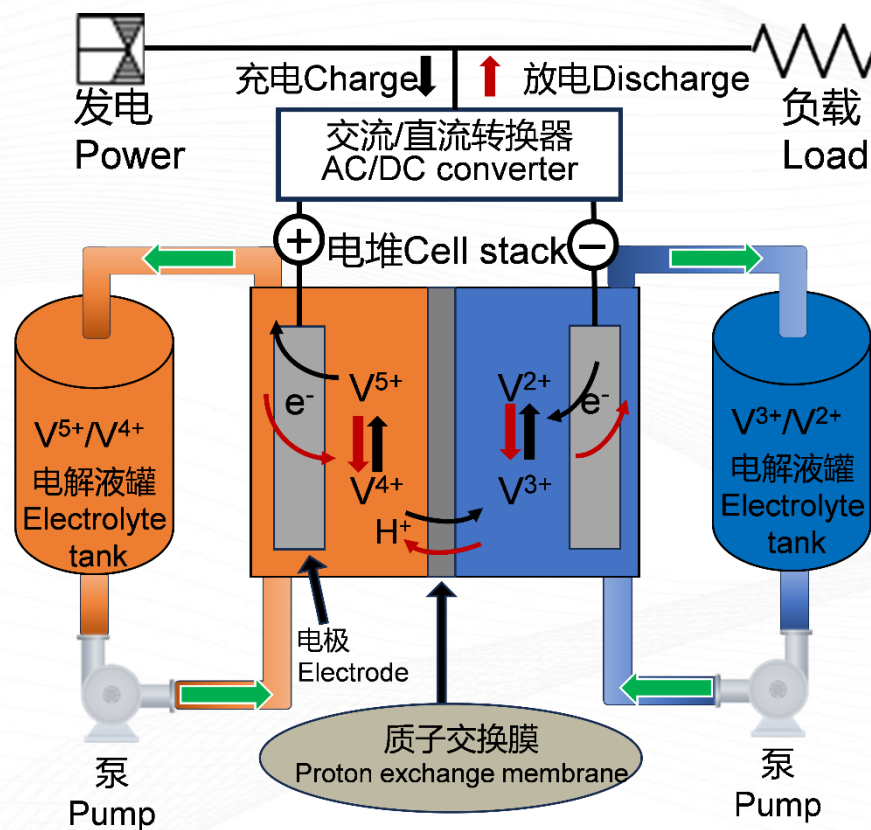 充电Charge
放电Discharge
发电
Power
负载
Load
交流/直流转换器
AC/DC converter
+
电堆Cell stack
−
V⁵⁺/V⁴⁺
电解液罐
Electrolyte
tank
e⁻
V⁵⁺
V⁴⁺
H⁺
V²⁺
V³⁺
e⁻
V³⁺/V²⁺
电解液罐
Electrolyte
tank
电极
Electrode
质子交换膜
Proton exchange membrane
泵
Pump
泵
Pump